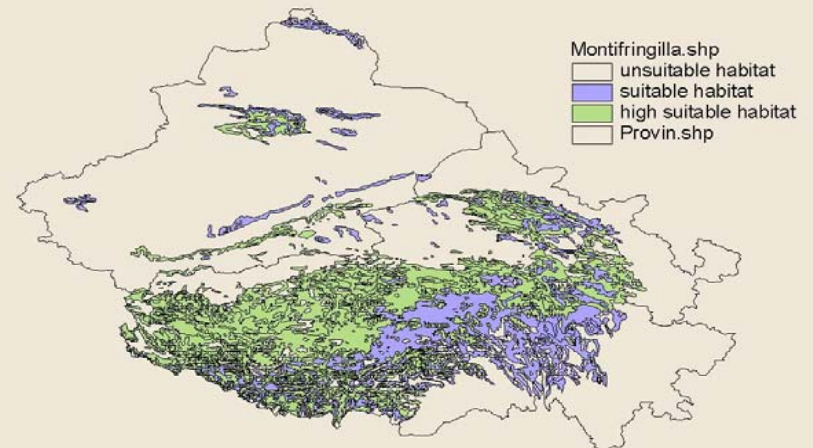 Montifringilla.shp
unsuitable habitat
suitable habitat
high suitable habitat
Provin.shp